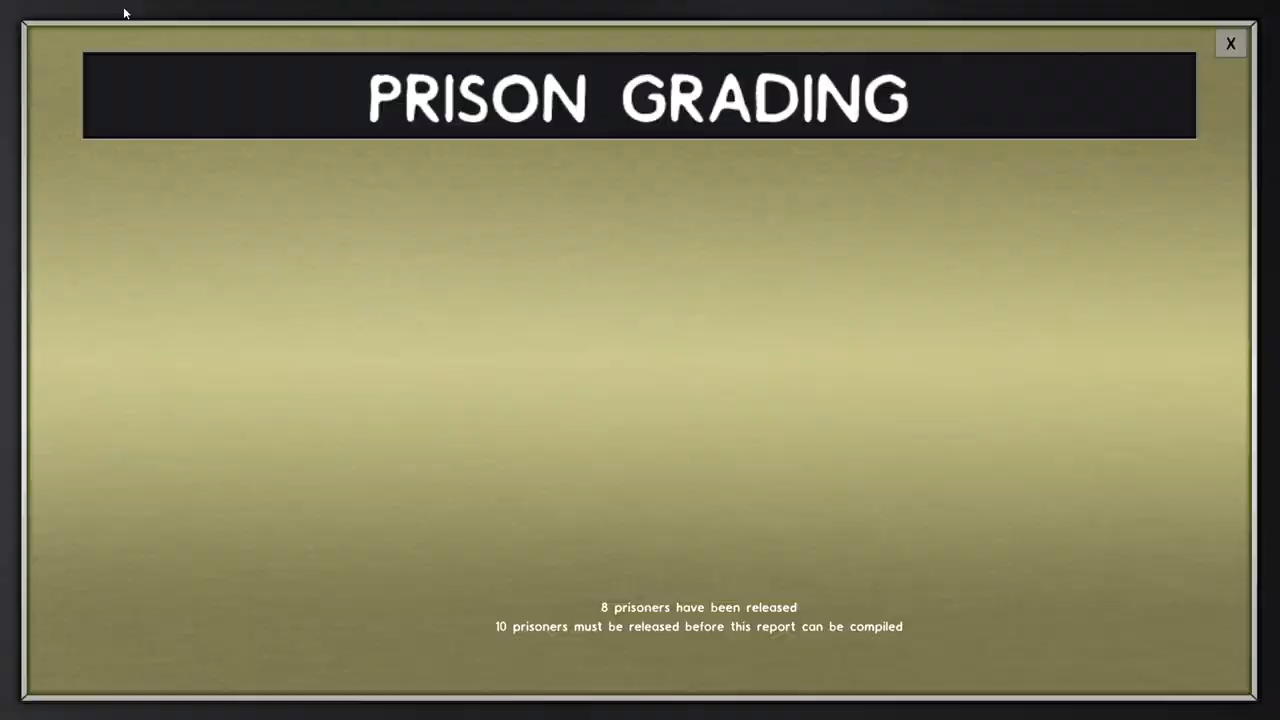 X
PRISON GRADING
8 prisoners have been released
10 prisoners must be released before this report can be compiled